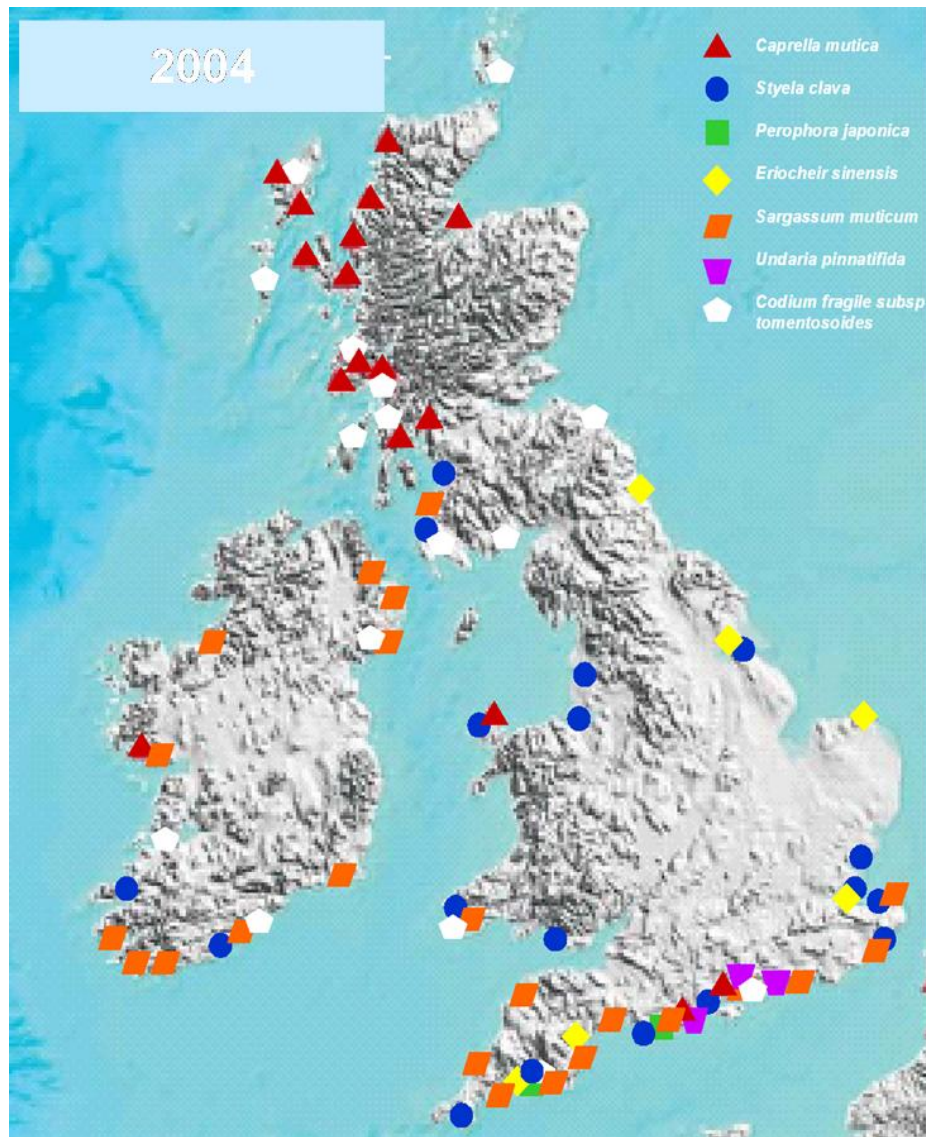 2004
Caprella mutica
Styela clava
Perophora japonica
Eriocheir sinensis
Sargassum muticum
Undaria pinnatifida
Codium fragile subsp
tomentosoides